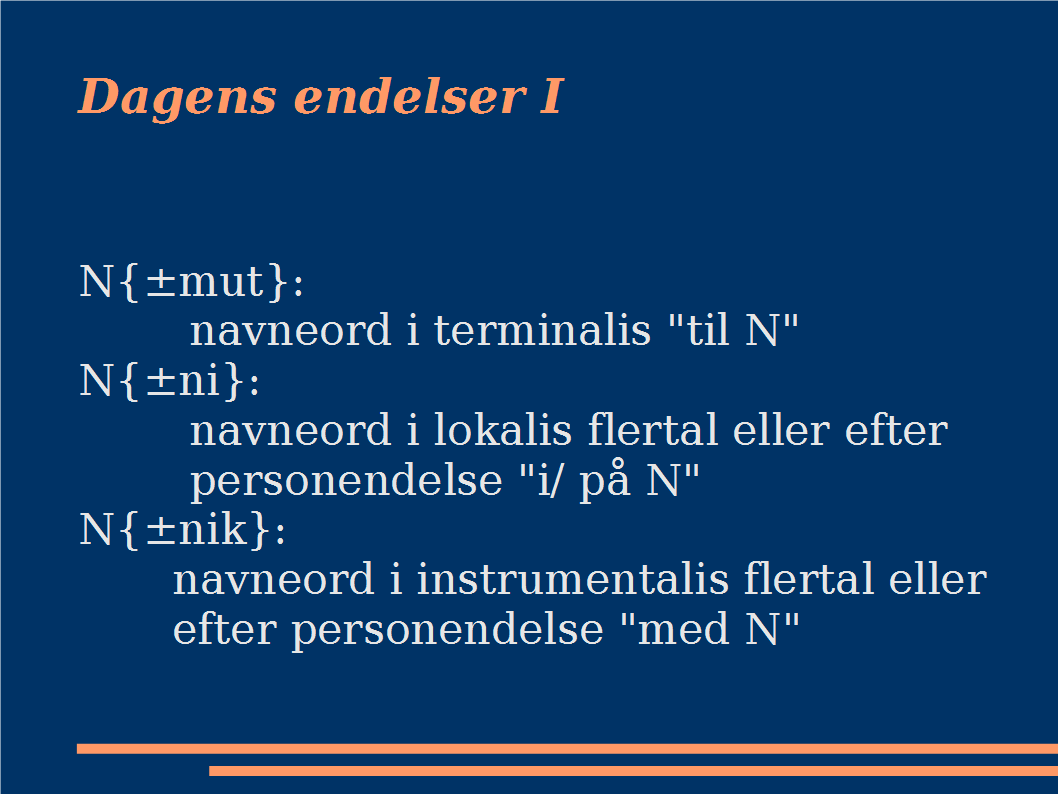 Dagens endelser I
N{±mut}:
navneord i terminalis "til N"
N{±ni}:
navneord i lokalis flertal eller efter
personendelse "i/ på N"
N{±nik}:
navneord i instrumentalis flertal eller
efter personendelse "med N"